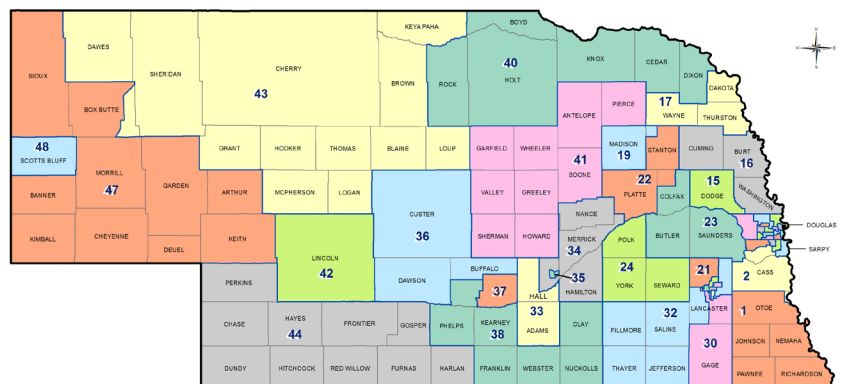 BOYD
KEYA PAHA
DAWES
CHERRY
KNOX
CEDAR
SIOUX
SHERIDAN
BROWN
ROCK
40
HOLT
DIXON
43
DAKOTA
BOX BUTTE
17
WAYNE
THURSTON
ANTELOPE
PIERCE
48
SCOTTS BLUFF
GRANT
HOOKER
THOMAS
BLAINE
LOUP
GARFIELD
WHEELER
MADISON
19
STANTON
CUMING
BURT
16
41
BOONE
MORRILL
47
BANNER
GARDEN
ARTHUR
MCPHERSON
LOGAN
VALLEY
GREELEY
22
PLATTE
COLFAX
15
DODGE
WASHINGTON
CUSTER
36
NANCE
KIMBALL
CHEYENNE
DEUEL
KEITH
LINCOLN
42
SHERMAN
HOWARD
MERRICK
34
POLK
BUTLER
23
SAUNDERS
DOUGLAS
SARPY
PERKINS
DAWSON
BUFFALO
37
35
HAMILTON
24
YORK
SEWARD
21
2
CASS
HALL
33
ADAMS
LANCASTER
1
OTOE
CHASE
HAYES
44
FRONTIER
GOSPER
PHELPS
KEARNEY
38
CLAY
FILLMORE
32
SALINE
30
GAGE
JOHNSON
NEMAHA
DUNDY
HITCHCOCK
RED WILLOW
FURNAS
HARLAN
FRANKLIN
WEBSTER
NUCKOLLS
THAYER
JEFFERSON
PAWNEE
RICHARDSON